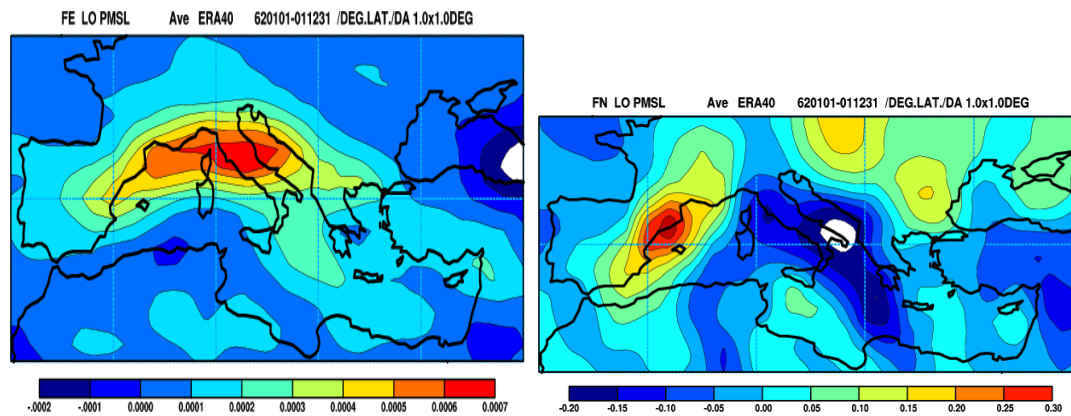 FE LO PMSL Ave ERA40 620101-011231 /DEG.LAT./DA 1.0x1.0DEG
-.0002 -0.0001 0.0000 0.0001 0.0002 0.0003 0.0004 0.0005 0.0006 0.0007
FN LO PMSL Ave ERA40 620101-011231 /DEG.LAT./DA 1.0x1.0DEG
-0.20 -0.15 -0.10 -0.05 0.00 0.05 0.10 0.15 0.20 0.25 0.30